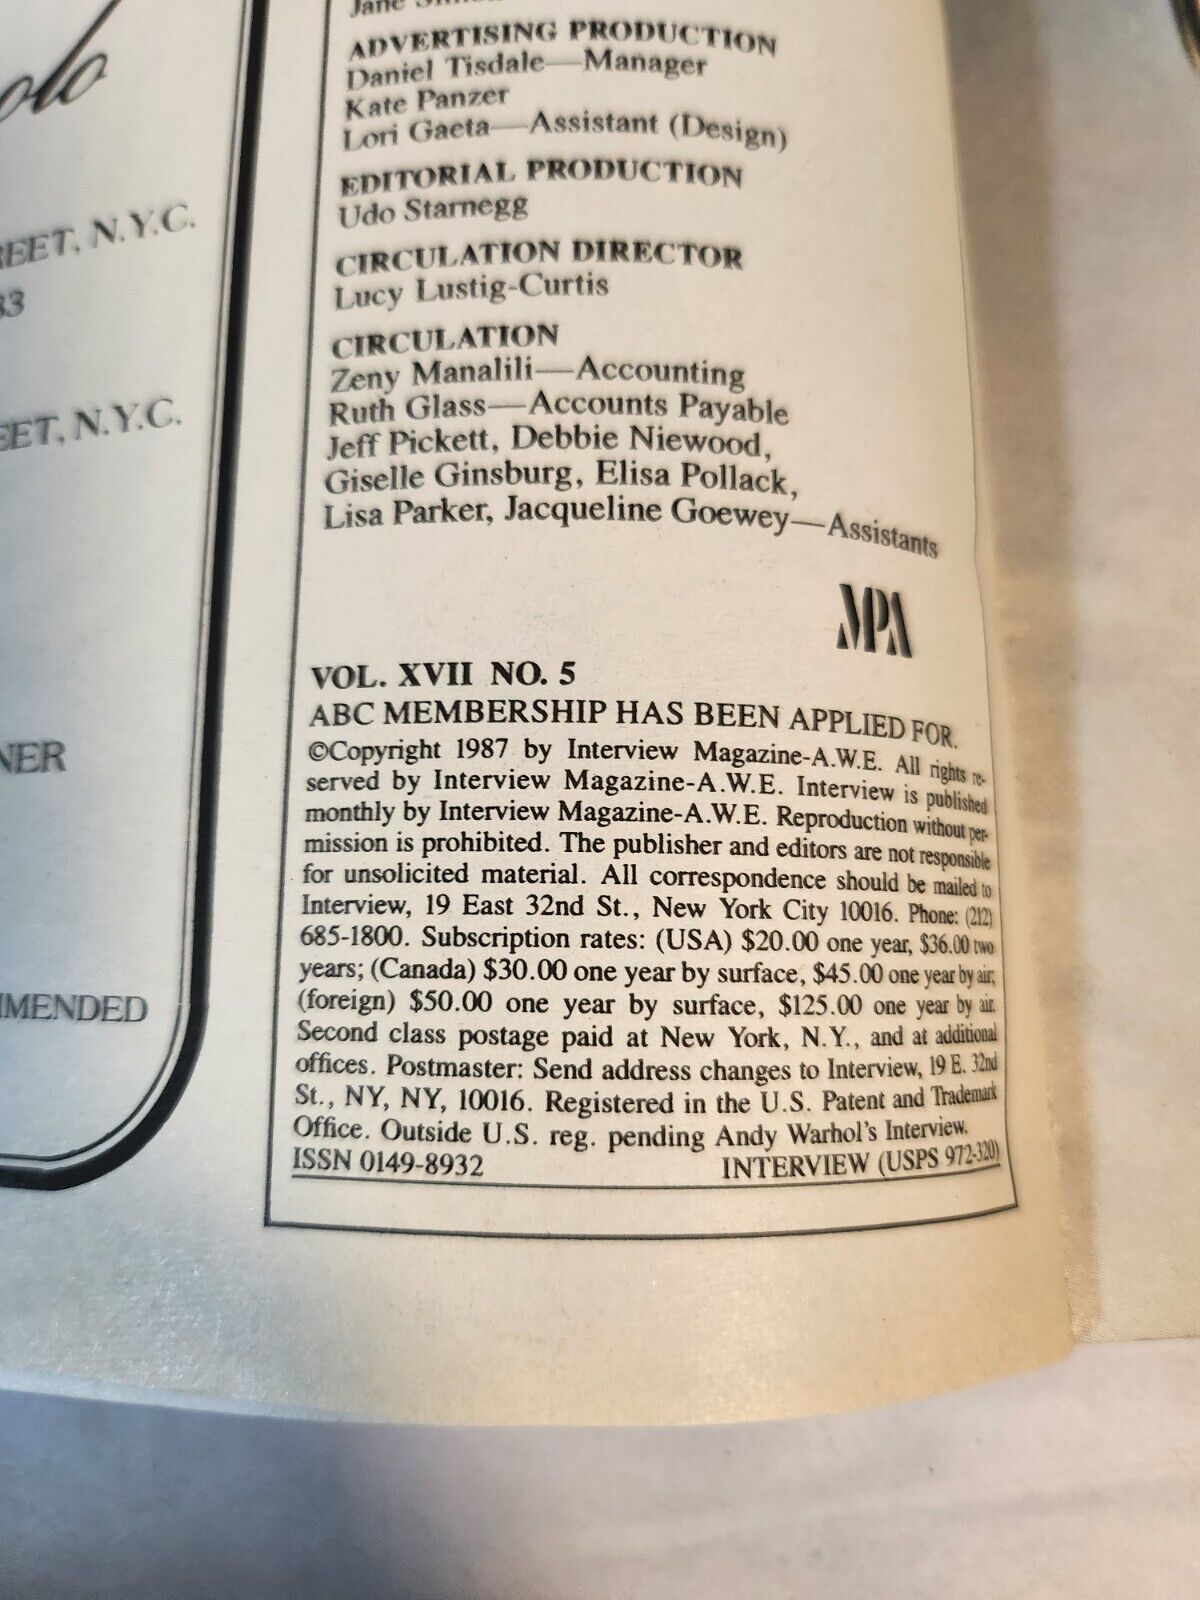 REET, N.Y.C.
33
EET, N.Y.C.
NER
MMENDED
Jane
ADVERTISING PRODUCTION
Daniel Tisdale—Manager
Kate Panzer
Lori Gaeta—Assistant (Design)
EDITORIAL PRODUCTION
Udo Starnegg
CIRCULATION DIRECTOR
Lucy Lustig-Curtis
CIRCULATION
Zeny Manalili—Accounting
Ruth Glass—Accounts Payable
Jeff Pickett, Debbie Niewood,
Giselle Ginsburg, Elisa Pollack,
Lisa Parker, Jacqueline Goewey—Assistants
MPA
VOL. XVII NO. 5
ABC MEMBERSHIP HAS BEEN APPLIED FOR.
©Copyright 1987 by Interview Magazine-A.W.E. All rights re-
served by Interview Magazine-A.W.E. Interview is published
monthly by Interview Magazine-A.W.E. Reproduction without per-
mission is prohibited. The publisher and editors are not responsible
for unsolicited material. All correspondence should be mailed to
Interview, 19 East 32nd St., New York City 10016. Phone: (212)
685-1800. Subscription rates: (USA) $20.00 one year, $36.00 two
years; (Canada) $30.00 one year by surface, $45.00 one year by air;
(foreign) $50.00 one year by surface, $125.00 one year by air.
Second class postage paid at New York, N.Y., and at additional
offices. Postmaster: Send address changes to Interview, 19 E. 32nd
St., NY, NY, 10016. Registered in the U.S. Patent and Trademark
Office. Outside U.S. reg. pending Andy Warhol's Interview.
ISSN 0149-8932 INTERVIEW (USPS 972-320)